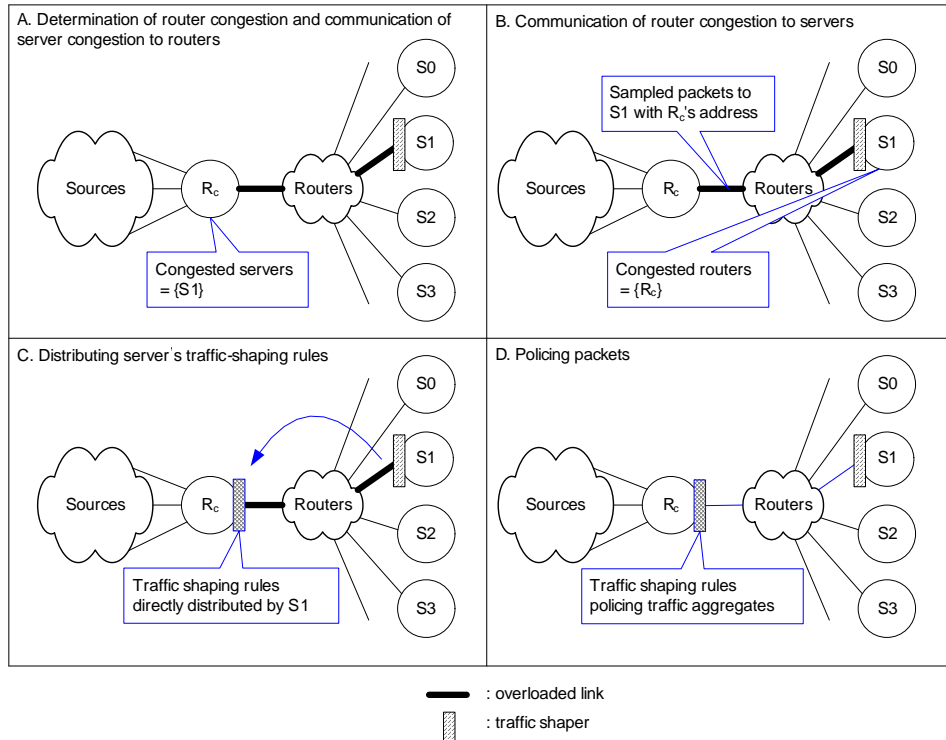 A. Determination of router congestion and communication of
server congestion to routers
S0
S1
Sources
Rc
Routers
S2
Congested servers
= {S1}
S3
B. Communication of router congestion to servers
S0
Sampled packets to
S1 with Rc's address
S1
Sources
Rc
Routers
S2
Congested routers
= {Rc}
S3
C. Distributing server's traffic-shaping rules
S0
S1
Sources
Rc
Routers
S2
Traffic shaping rules
directly distributed by S1
S3
D. Policing packets
S0
S1
Sources
Rc
Routers
S2
Traffic shaping rules
policing traffic aggregates
S3
: overloaded link
: traffic shaper